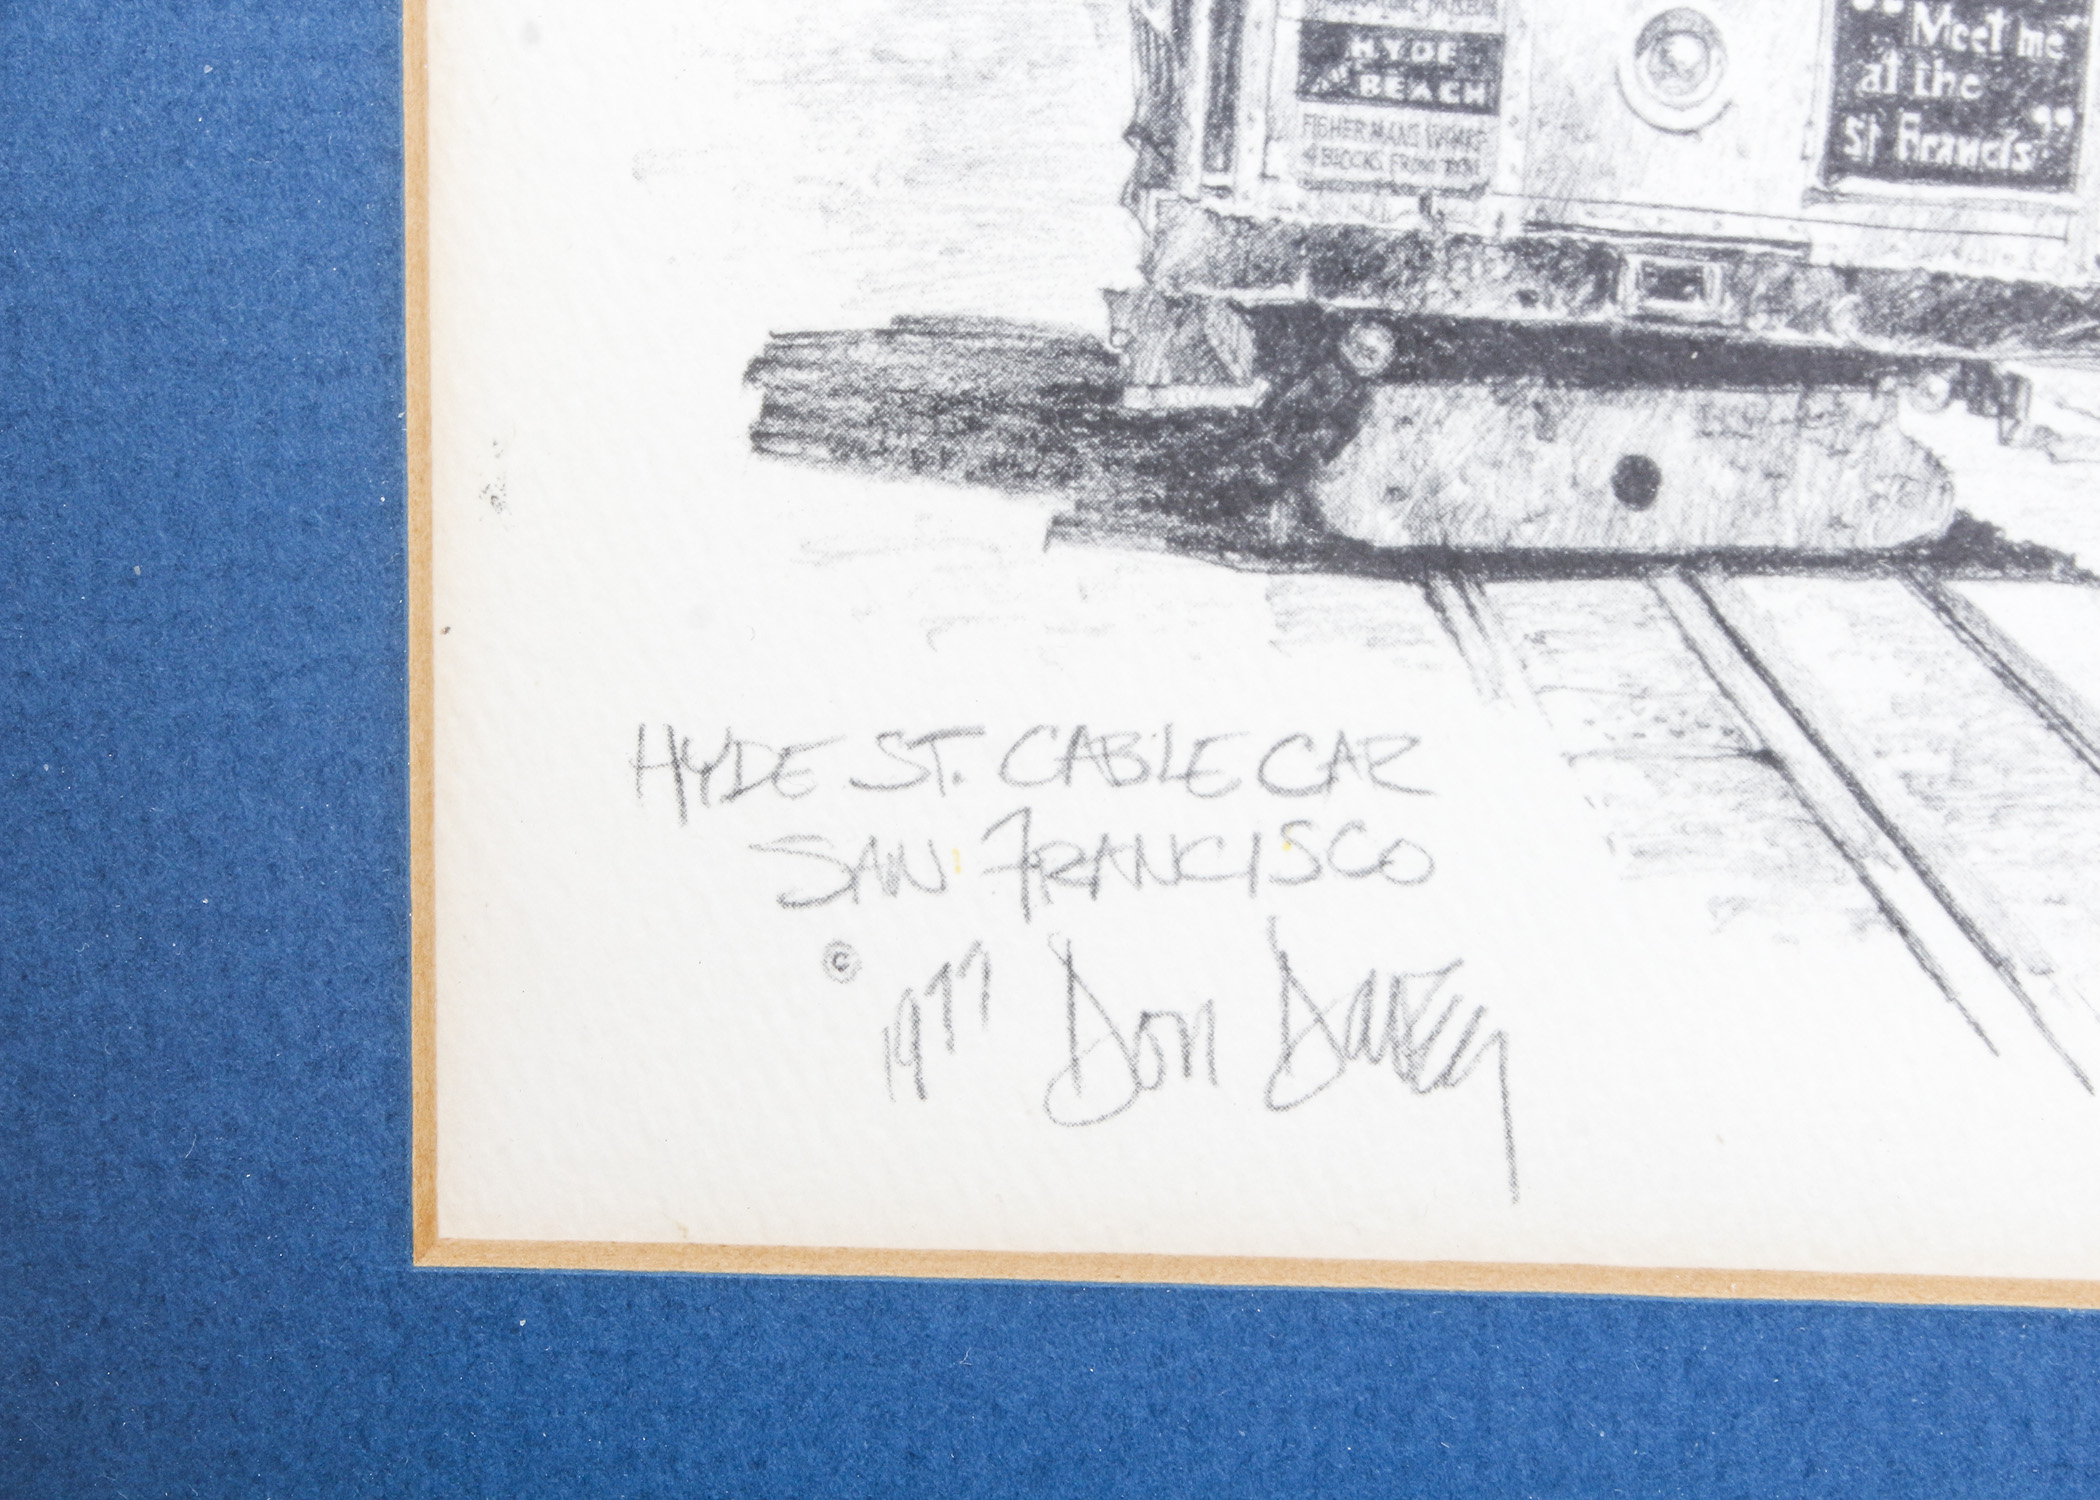 HYDE
AND BEACH
FISHERMANS WHARF
4 BLOCKS FROM
"Meet me
at the
St Francis"
HYDE ST. CABLE CAR
SAN FRANCISCO
© 1977 Don Davey